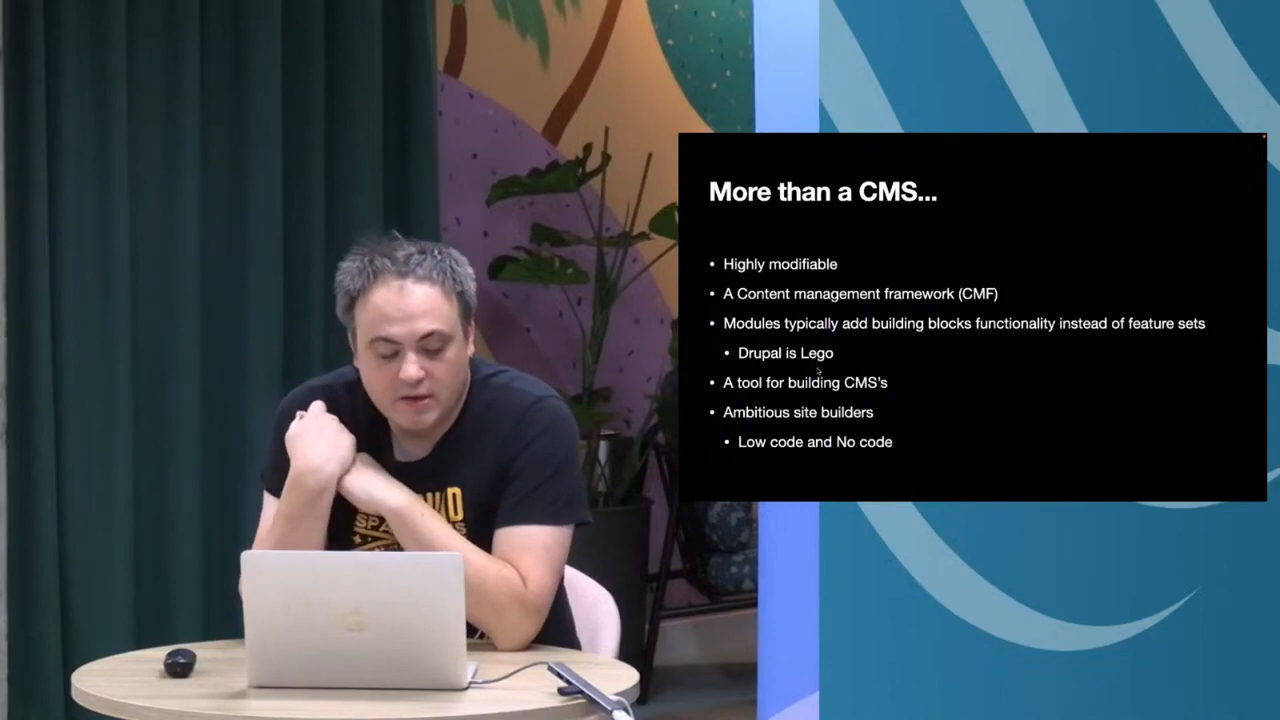 More than a CMS...
• Highly modifiable
• A Content management framework (CMF)
• Modules typically add building blocks functionality instead of feature sets
• Drupal is Lego
• A tool for building CMS's
• Ambitious site builders
• Low code and No code